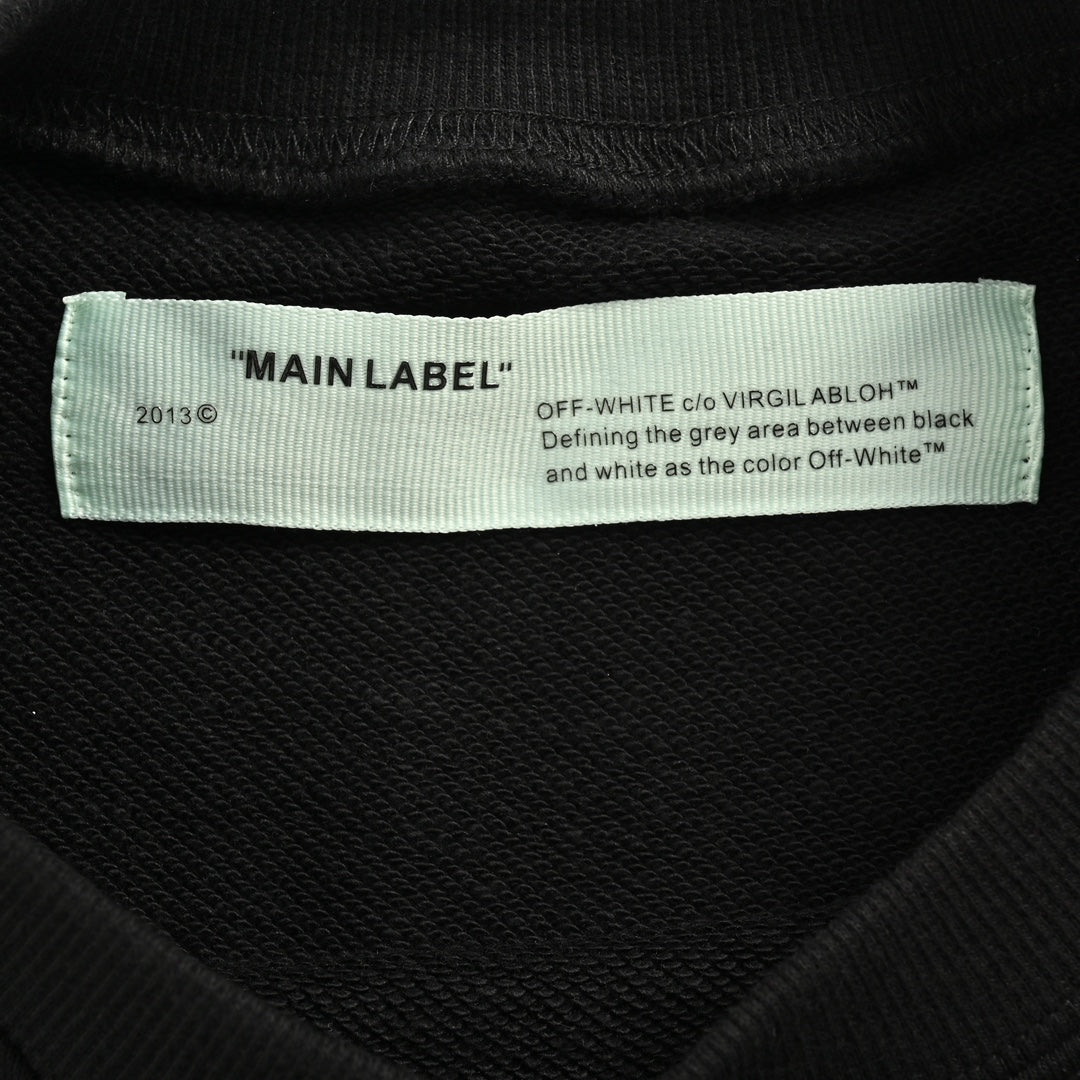 "MAIN LABEL"
2013©
OFF-WHITE c/o VIRGIL ABLOH™
Defining the grey area between black
and white as the color Off-White™